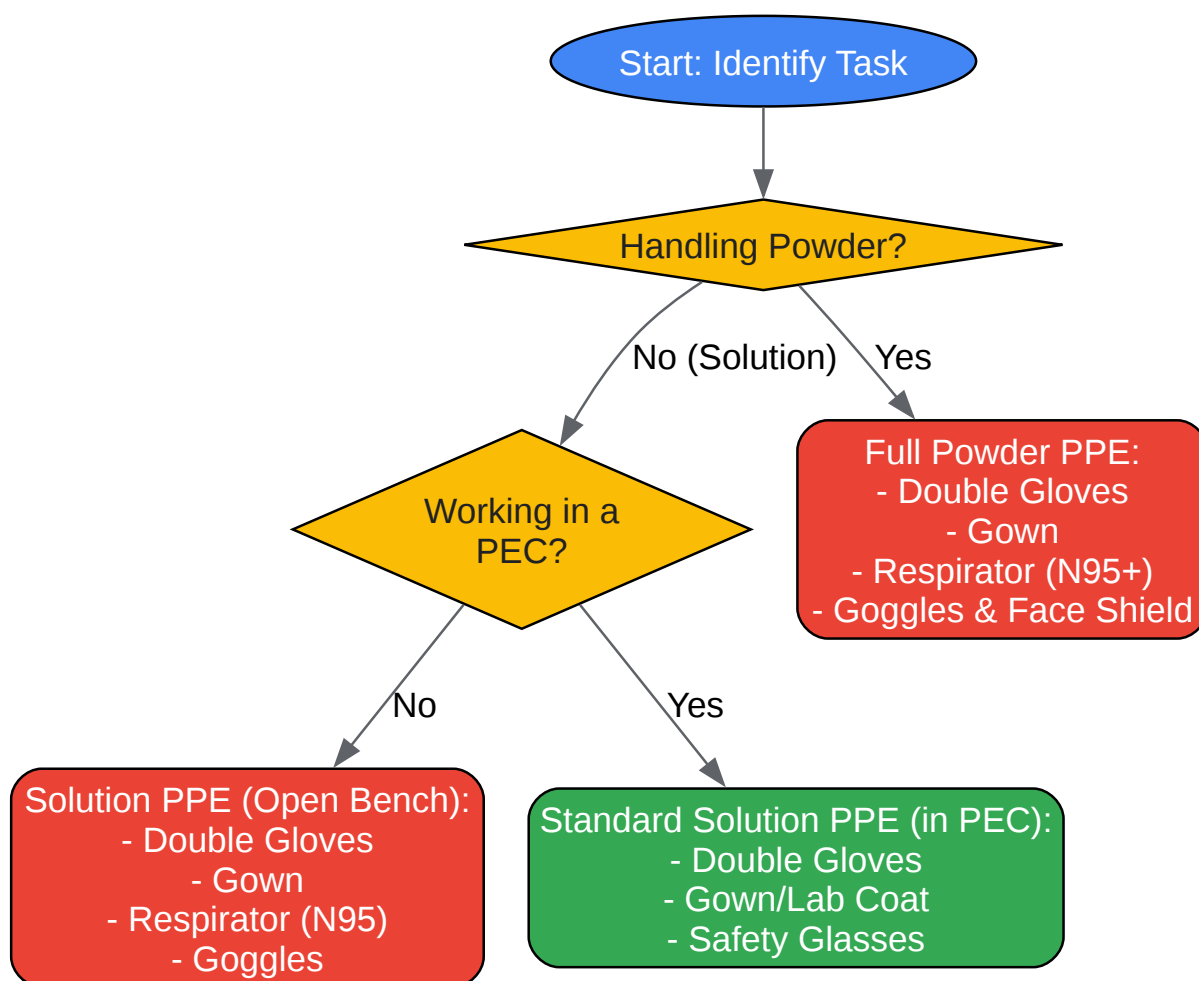 Start: Identify Task
Handling Powder?
No (Solution)
Yes
Full Powder PPE:
- Double Gloves
- Gown
- Respirator (N95+)
- Goggles & Face Shield
Working in a
PEC?
No
Yes
Solution PPE (Open Bench):
- Double Gloves
- Gown
- Respirator (N95)
- Goggles
Standard Solution PPE (in PEC):
- Double Gloves
- Gown/Lab Coat
- Safety Glasses